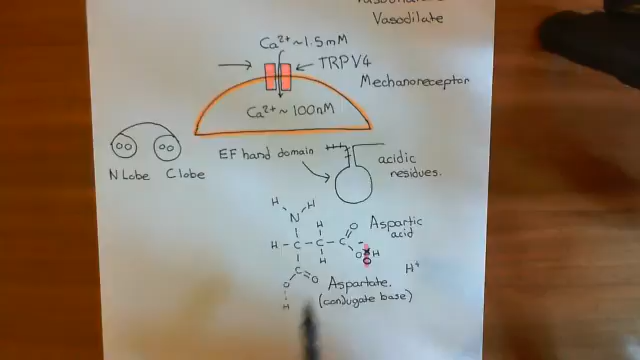 Vasodilate
Ca²⁺ ~ 1.5mM
TRPV4
Mechanoreceptor
Ca²⁺ ~ 100nM
EF hand domain
acidic
residues.
N Lobe
C lobe
H
H
N
H
O
Aspartic
acid
H - C - C - C
O H
H
H⁺
C
O
O
Aspartate.
(conjugate base)
H